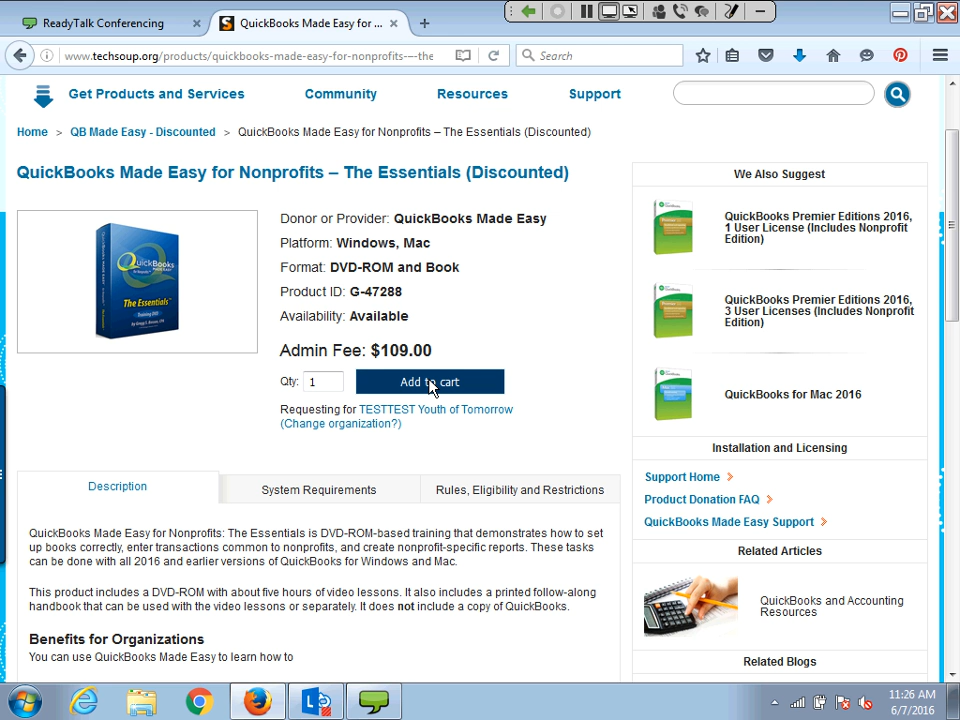 ReadyTalk Conferencing
QuickBooks Made Easy for ...
www.techsoup.org/products/quickbooks-made-easy-for-nonprofits---the
Search
Get Products and Services
Community
Resources
Support
Home > QB Made Easy - Discounted > QuickBooks Made Easy for Nonprofits – The Essentials (Discounted)
QuickBooks Made Easy for Nonprofits – The Essentials (Discounted)
QuickBooks
The Essentials
Training DVD
Donor or Provider: QuickBooks Made Easy
Platform: Windows, Mac
Format: DVD-ROM and Book
Product ID: G-47288
Availability: Available
Admin Fee: $109.00
Qty: 1
Add to cart
Requesting for TESTTEST Youth of Tomorrow
(Change organization?)
Description
System Requirements
Rules, Eligibility and Restrictions
QuickBooks Made Easy for Nonprofits: The Essentials is DVD-ROM-based training that demonstrates how to set
up books correctly, enter transactions common to nonprofits, and create nonprofit-specific reports. These tasks
can be done with all 2016 and earlier versions of QuickBooks for Windows and Mac.
This product includes a DVD-ROM with about five hours of video lessons. It also includes a printed follow-along
handbook that can be used with the video lessons or separately. It does not include a copy of QuickBooks.
Benefits for Organizations
You can use QuickBooks Made Easy to learn how to
We Also Suggest
QuickBooks Premier Editions 2016,
1 User License (Includes Nonprofit
Edition)
QuickBooks Premier Editions 2016,
3 User Licenses (Includes Nonprofit
Edition)
QuickBooks for Mac 2016
Installation and Licensing
Support Home
Product Donation FAQ
QuickBooks Made Easy Support
Related Articles
QuickBooks and Accounting
Resources
Related Blogs
11:26 AM
6/7/2016